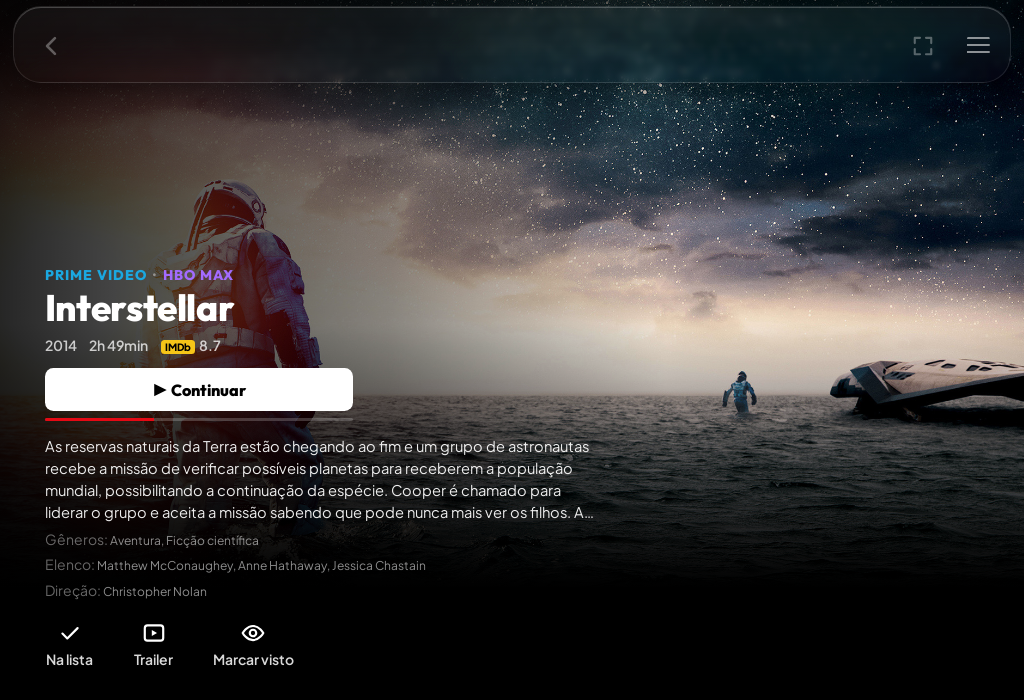 PRIME VIDEO · HBO MAX
Interstellar
2014 2h 49min IMDb 8.7
Continuar
As reservas naturais da Terra estão chegando ao fim e um grupo de astronautas
recebe a missão de verificar possíveis planetas para receberem a população
mundial, possibilitando a continuação da espécie. Cooper é chamado para
liderar o grupo e aceita a missão sabendo que pode nunca mais ver os filhos. A…
Gêneros: Aventura, Ficção científica
Elenco: Matthew McConaughey, Anne Hathaway, Jessica Chastain
Direção: Christopher Nolan
Na lista Trailer Marcar visto